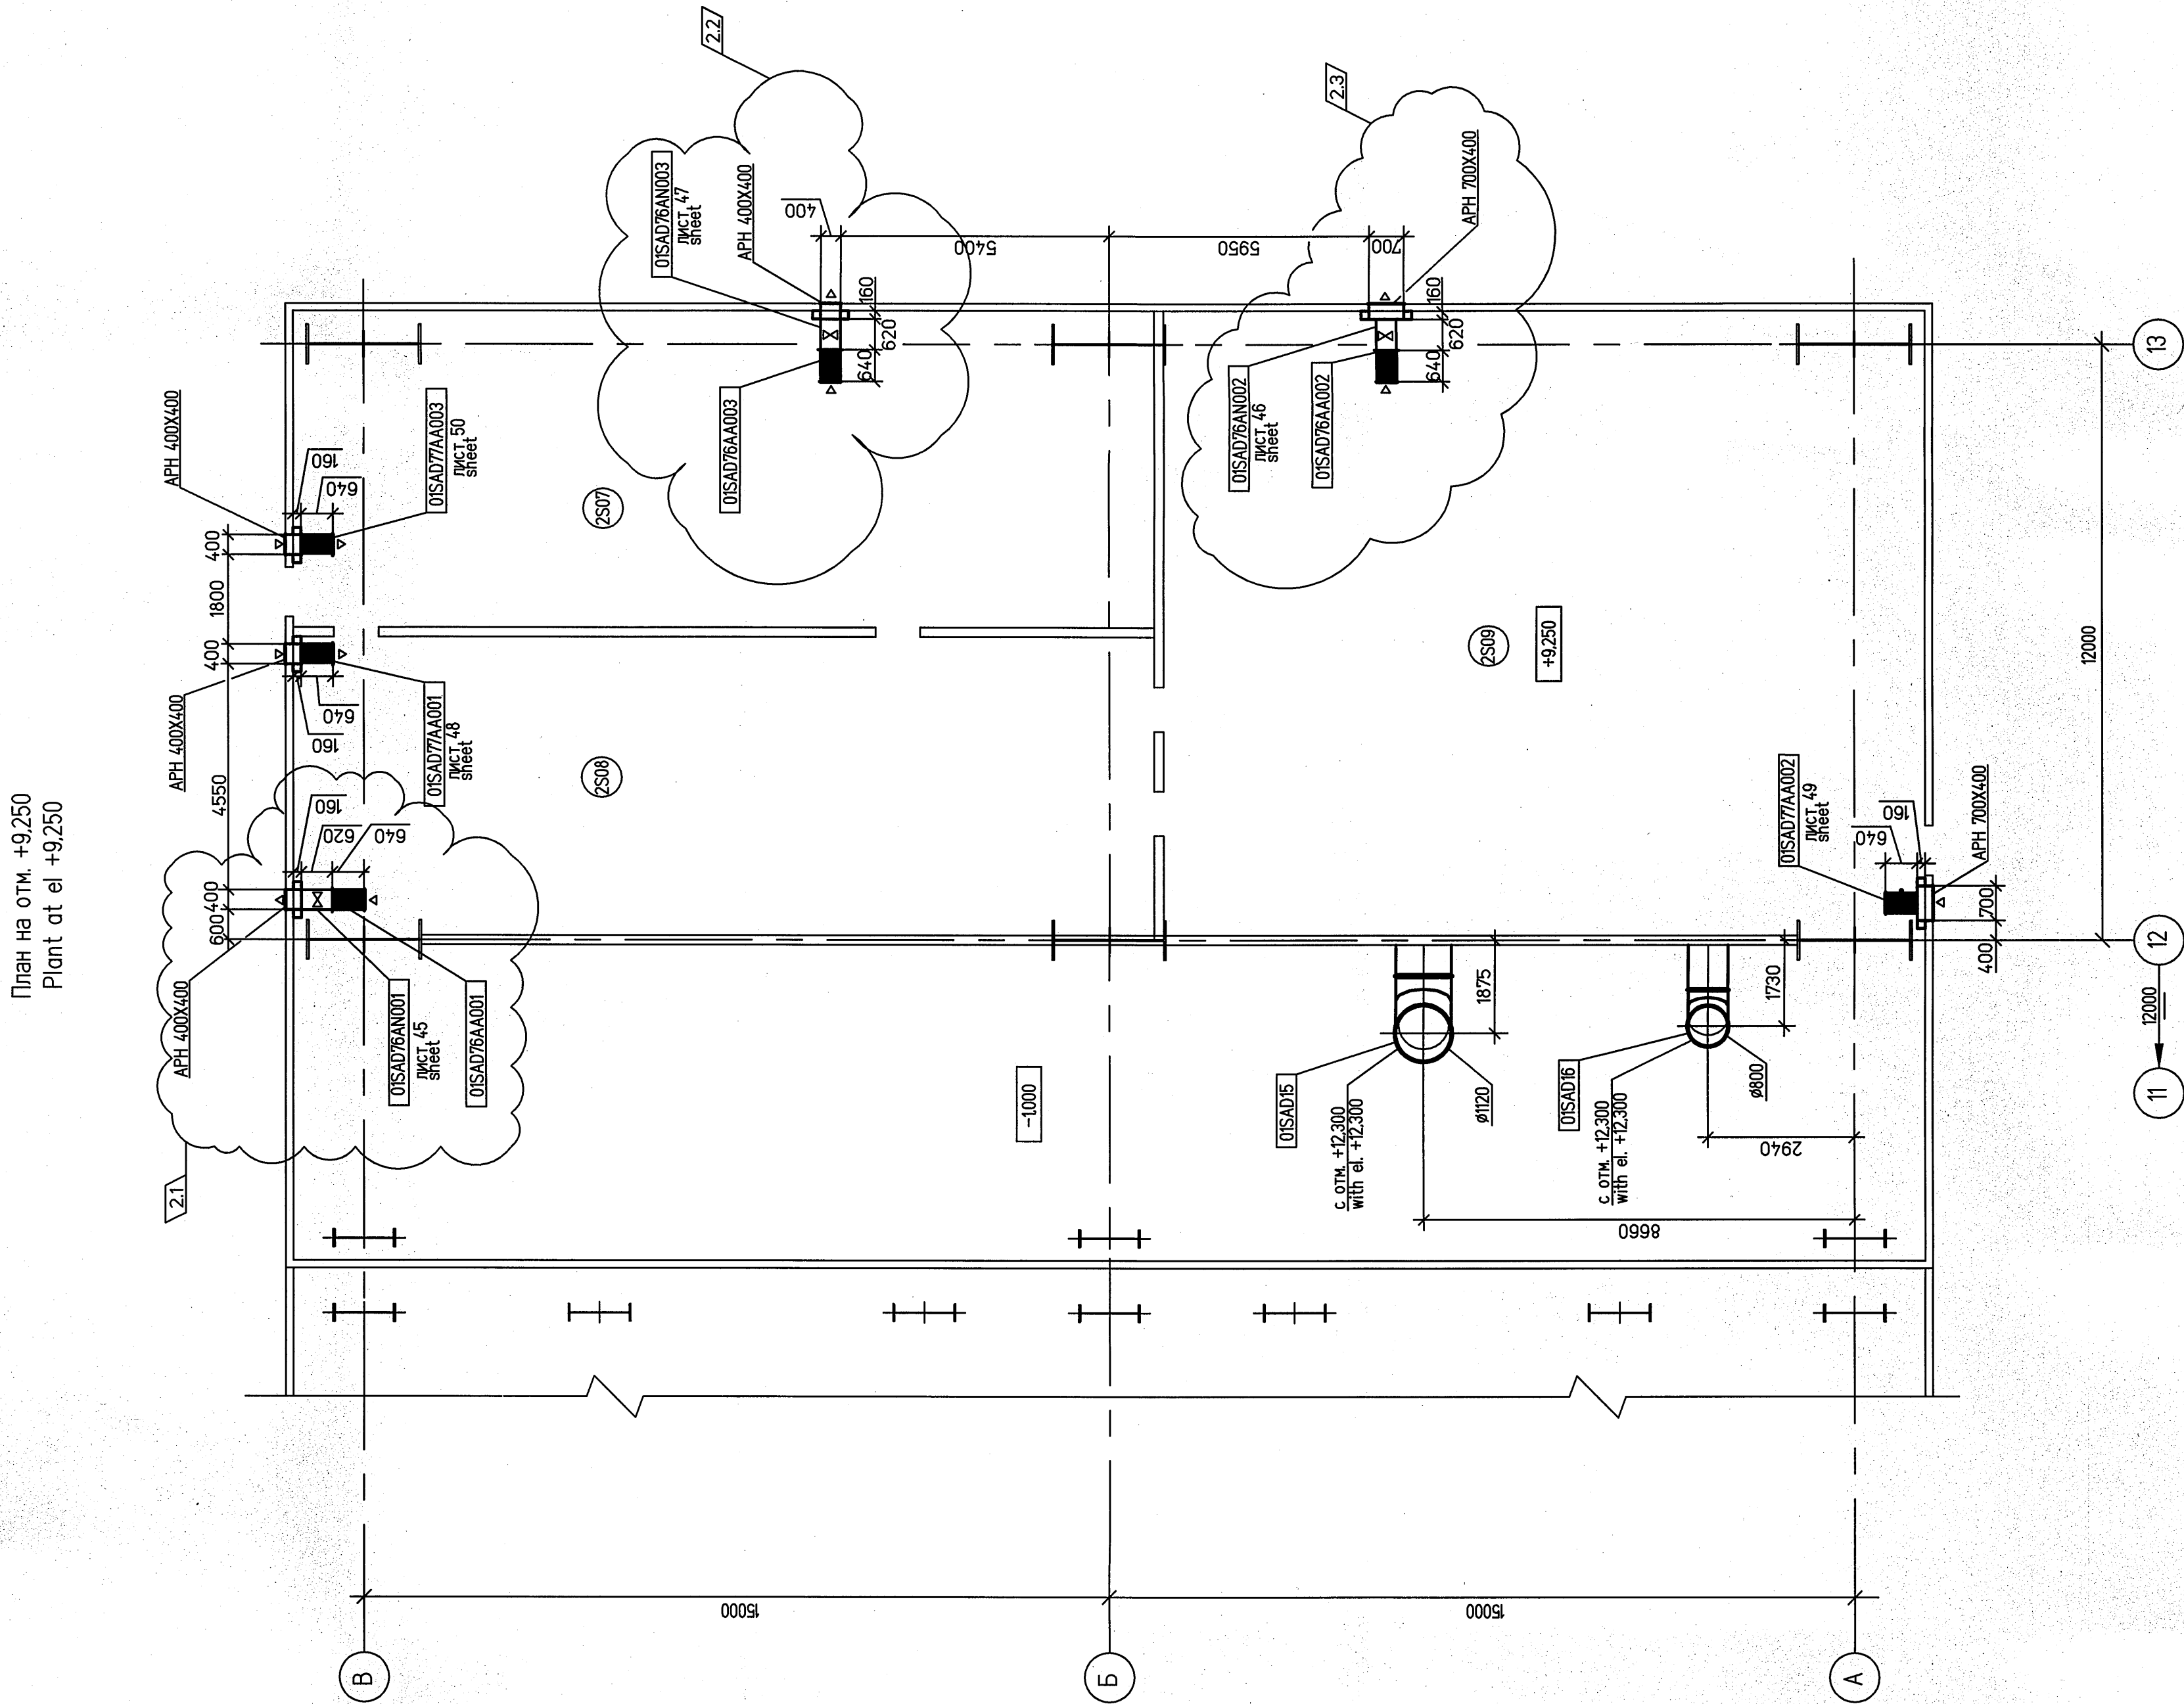 План на отм. +9,250
Plant at el +9,250
2.1
АРН 400Х400
600
400
4550
400
1800
400
160
620
640
01SAD76AN001
лист 45
sheet
01SAD76AA001
АРН 400Х400
160
640
01SAD77AA001
лист 48
sheet
АРН 400Х400
160
640
01SAD77AA003
лист 50
sheet
2S08
2S07
2.2
01SAD76AN003
лист 47
sheet
АРН 400Х400
400
01SAD76AA003
640
620
160
5400
5950
700
2.3
АРН 700Х400
01SAD76AN002
лист 46
sheet
01SAD76AA002
640
620
160
2S09
+9,250
-1,000
01SAD15
с отм. +12,300
with el. +12,300
ø1120
1875
8660
01SAD16
с отм. +12,300
with el. +12,300
ø800
1730
2940
01SAD77AA002
лист 49
sheet
640
160
АРН 700Х400
400
700
12000
12000
15000
15000
В
Б
А
11
12
13